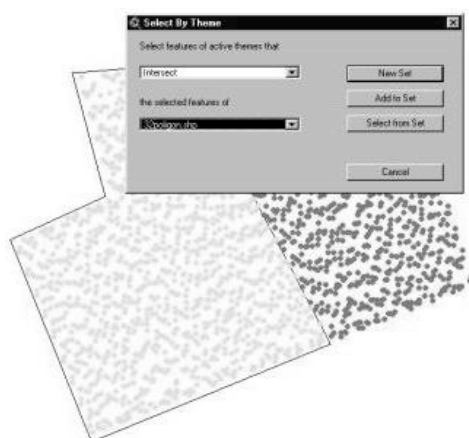 Select By Theme
Select features of active themes that
Intersect
New Set
the selected features of
Add to Set
Select from Set
Cancel